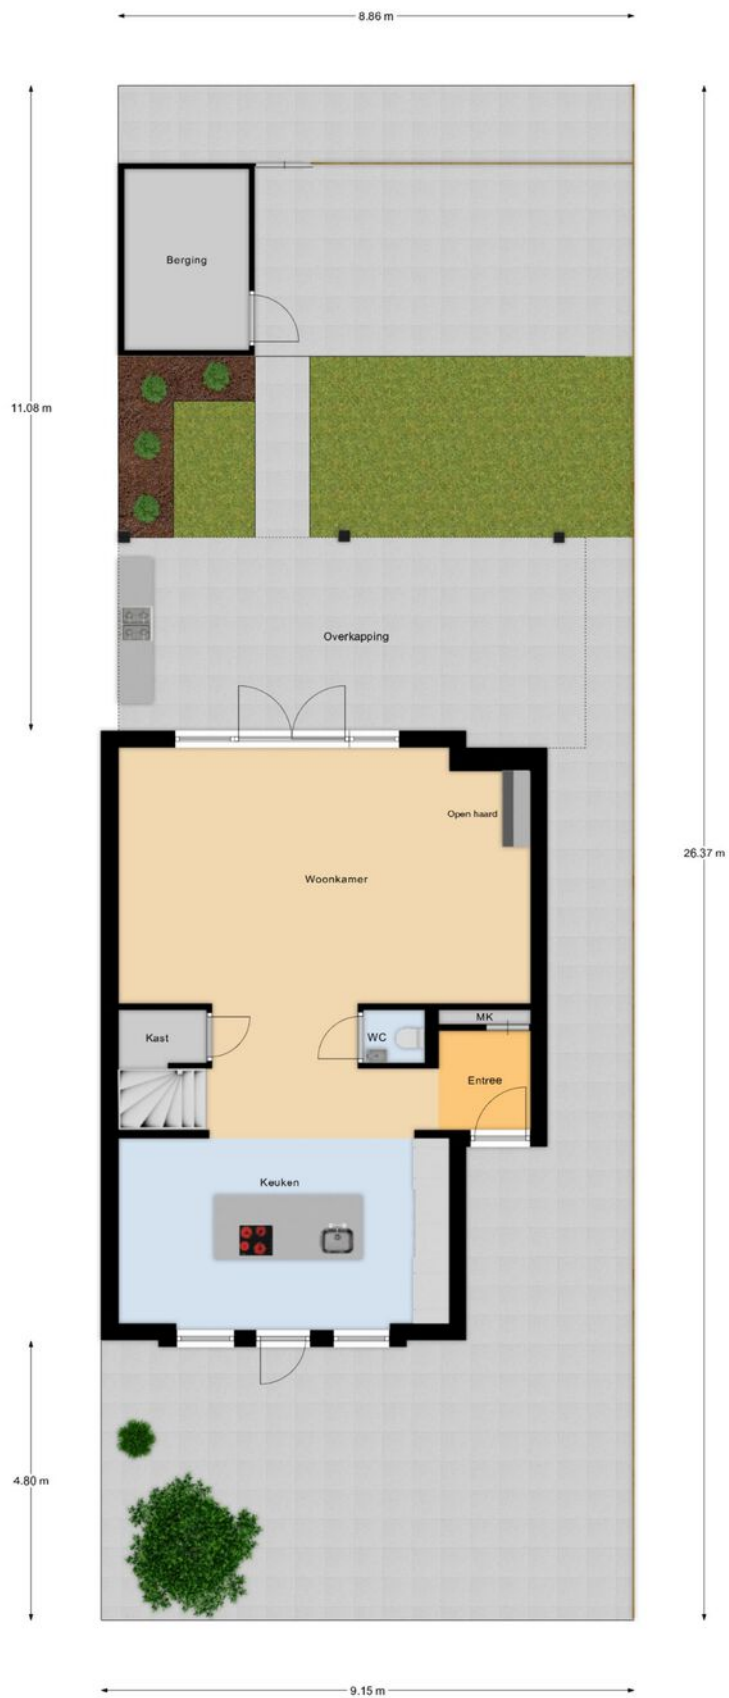 8.86 m
Berging
11.08 m
Overkapping
Open haard
26.37 m
Woonkamer
MK
Kast
WC
Entree
Keuken
4.80 m
9.15 m